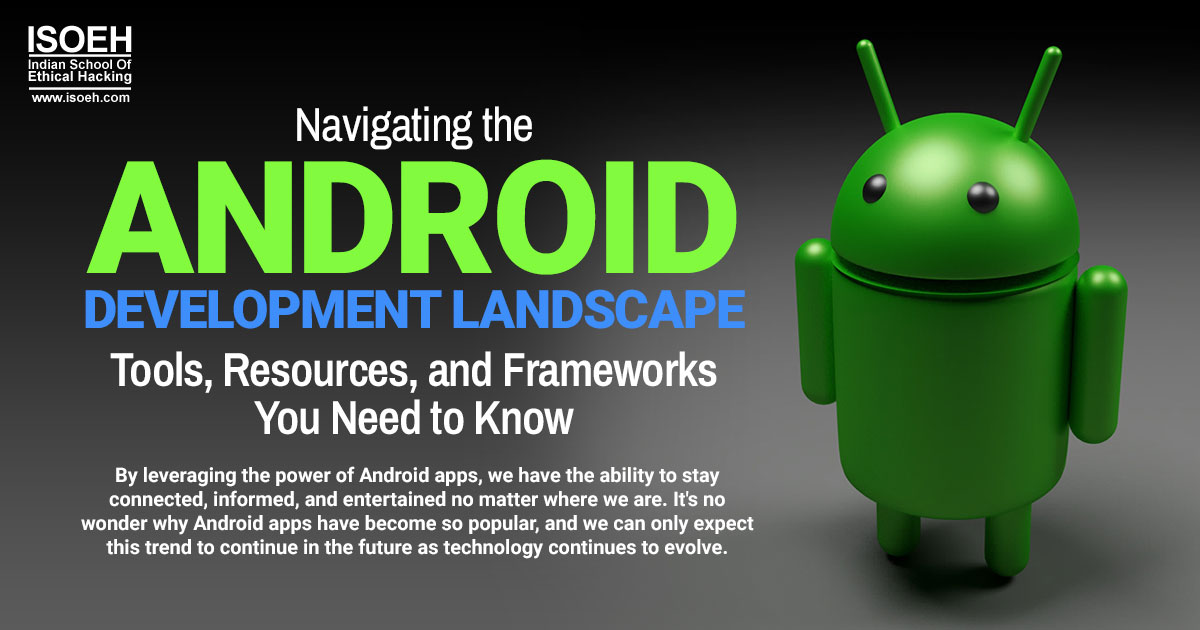 ISOEH
Indian School Of
Ethical Hacking
www.isoeh.com
Navigating the
ANDROID
DEVELOPMENT LANDSCAPE
Tools, Resources, and Frameworks
You Need to Know
By leveraging the power of Android apps, we have the ability to stay
connected, informed, and entertained no matter where we are. It's no
wonder why Android apps have become so popular, and we can only expect
this trend to continue in the future as technology continues to evolve.